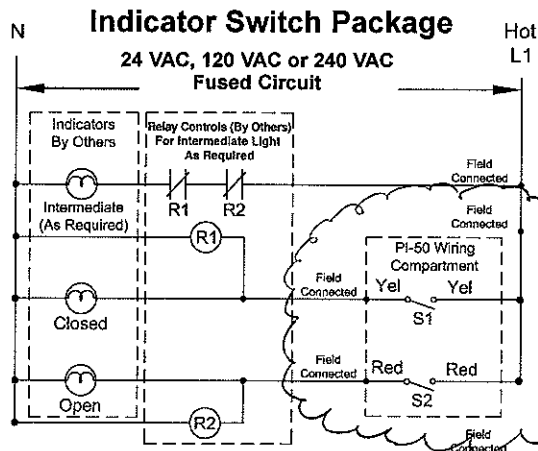 Indicator Switch Package
N
Hot
L1
24 VAC, 120 VAC or 240 VAC
Fused Circuit
Indicators
By Others
Relay Controls (By Others)
For Intermediate Light
As Required
Field
Connected
R1
R2
Intermediate
(As Required)
Field
Connected
R1
PI-50 Wiring
Compartment
Field
Connected
Yel
Yel
S1
Closed
Field
Connected
Red
Red
S2
Open
R2
Field
Connected